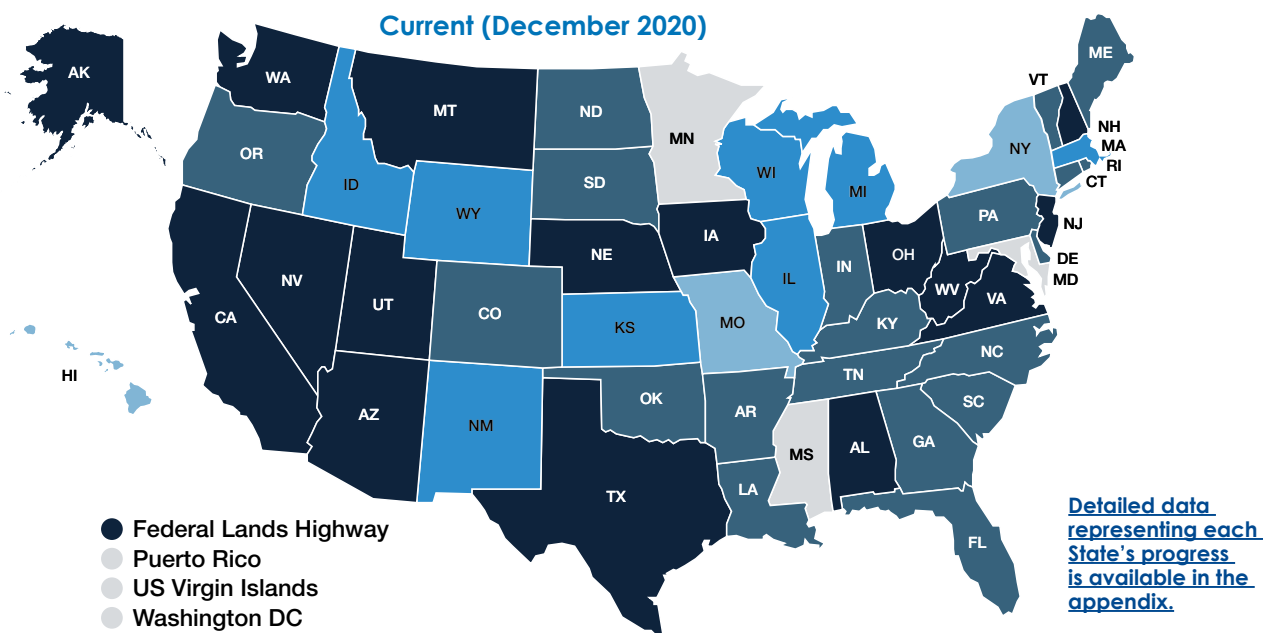 Current (December 2020)
AK
WA
MT
ND
MN
VT
ME
NH
MA
RI
CT
NY
OR
ID
WY
SD
WI
MI
PA
NJ
DE
MD
NV
UT
CO
NE
IA
IL
IN
OH
WV
VA
CA
KS
MO
KY
NC
HI
AZ
NM
OK
AR
TN
SC
TX
LA
MS
AL
GA
FL
Federal Lands Highway
Puerto Rico
US Virgin Islands
Washington DC
Detailed data
representing each
State's progress
is available in the
appendix.